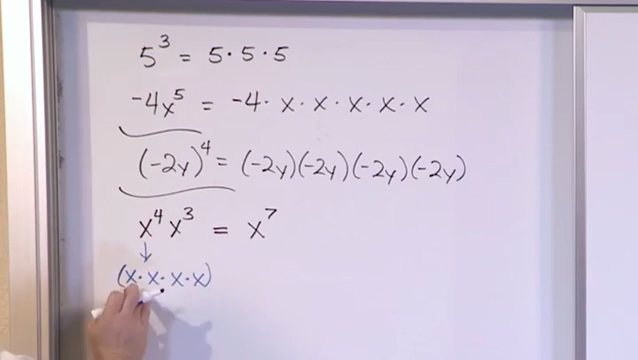 5³ = 5 · 5 · 5
-4x⁵ = -4 · x · x · x · x · x
(-2y)⁴ = (-2y)(-2y)(-2y)(-2y)
x⁴x³ = x⁷
↓
(x · x · x · x)